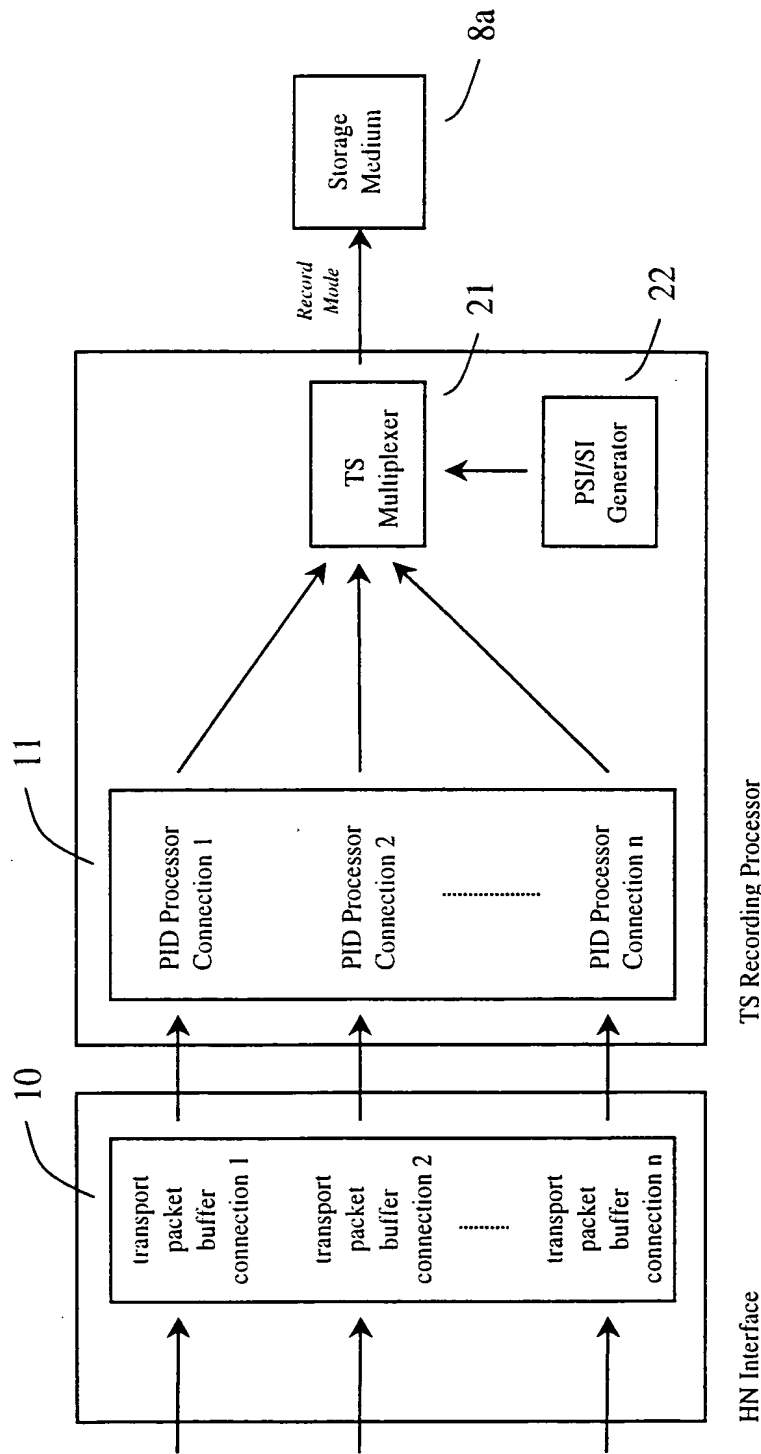 10
transport
packet
buffer
connection 1
transport
packet
buffer
connection 2
transport
packet
buffer
connection n
HN Interface
11
PID Processor
Connection 1
PID Processor
Connection 2
PID Processor
Connection n
TS Recording Processor
TS
Multiplexer
21
PSI/SI
Generator
22
Record
Mode
Storage
Medium
8a